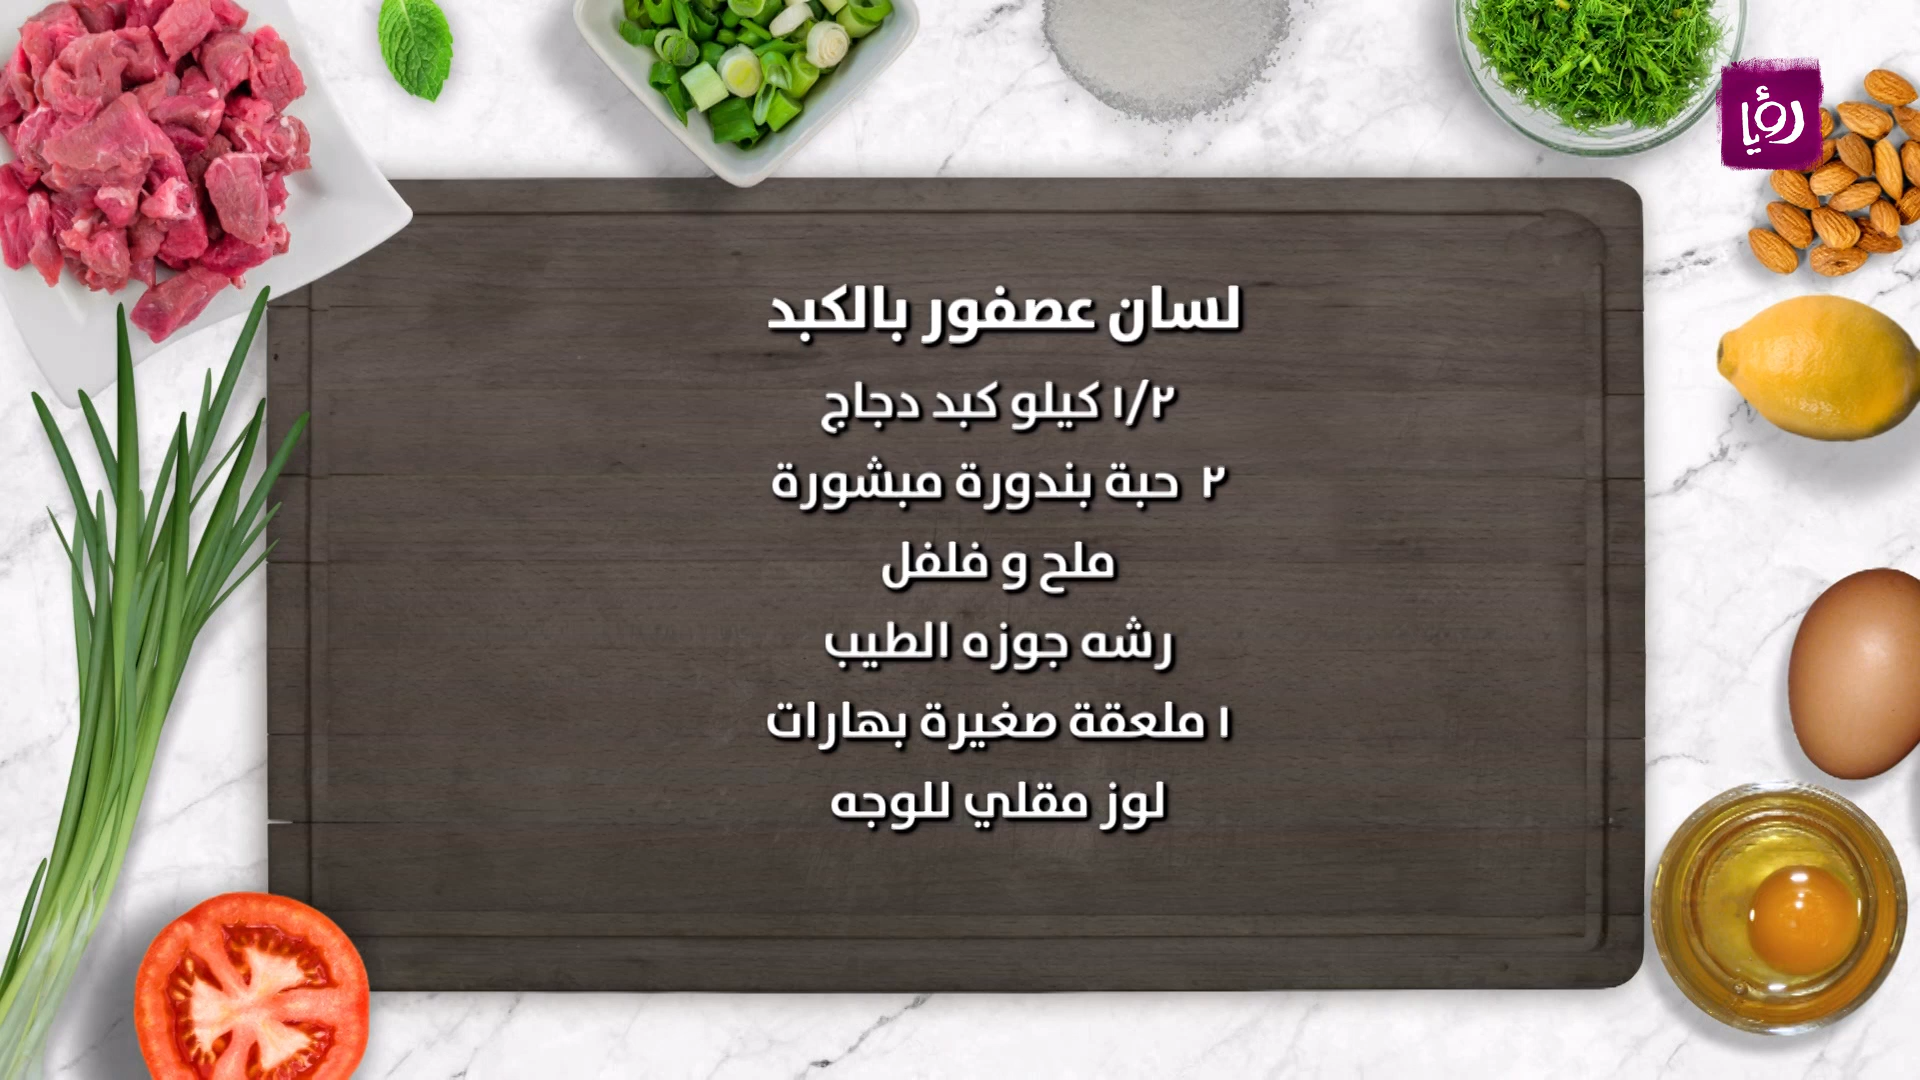 رؤيا
لسان عصفور بالكبد
١/٢ كيلو كبد دجاج
٢ حبة بندورة مبشورة
ملح و فلفل
رشه جوزه الطيب
١ ملعقة صغيرة بهارات
لوز مقلي للوجه